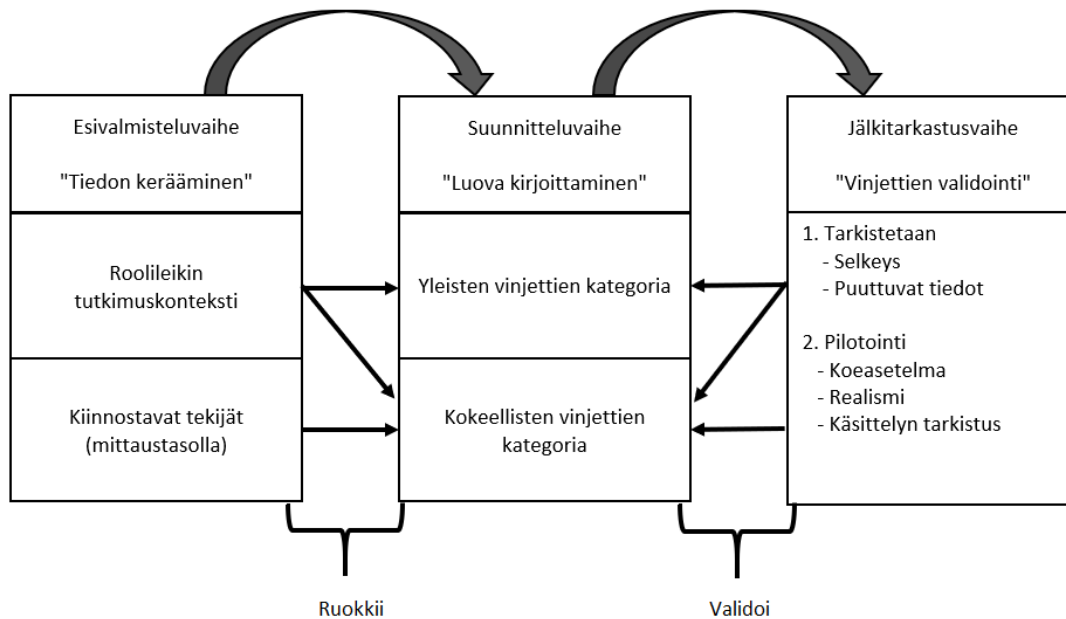 Esivalmisteluvaihe
"Tiedon kerääminen"
Suunnitteluvaihe
"Luova kirjoittaminen"
Jälkitarkastusvaihe
"Vinjettien validointi"
Roolileikin
tutkimuskonteksti
Yleisten vinjettien kategoria
1. Tarkistetaan
- Selkeys
- Puuttuvat tiedot
2. Pilotointi
- Koeasetelma
- Realismi
- Käsittelyn tarkistus
Kiinnostavat tekijät
(mittaustasolla)
Kokeellisten vinjettien
kategoria
Ruokkii
Validoi